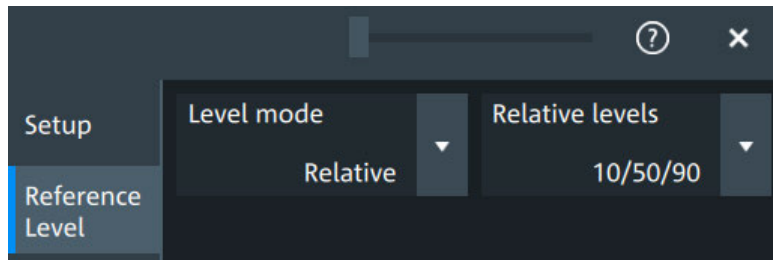 ?
Setup
Level mode
Relative levels
Relative
10/50/90
Reference
Level